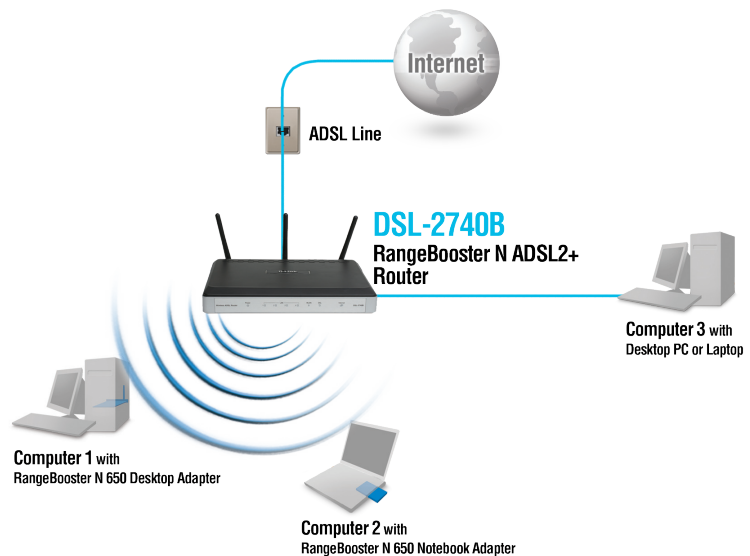 Internet
ADSL Line
DSL-2740B
RangeBooster N ADSL2+
Router
Computer 3 with
Desktop PC or Laptop
Computer 1 with
RangeBooster N 650 Desktop Adapter
Computer 2 with
RangeBooster N 650 Notebook Adapter